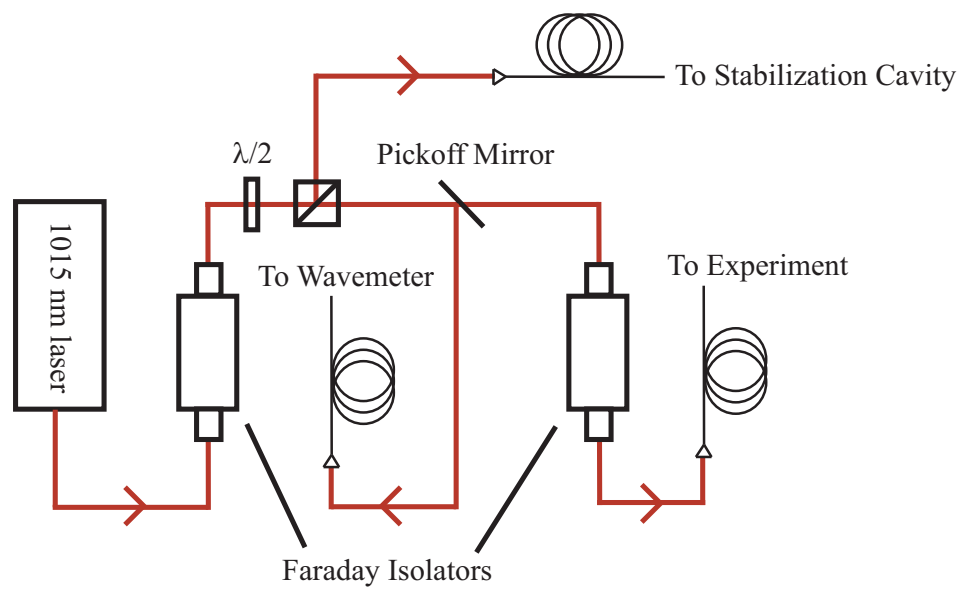 To Stabilization Cavity
λ/2
Pickoff Mirror
1015 nm laser
To Wavemeter
To Experiment
Faraday Isolators